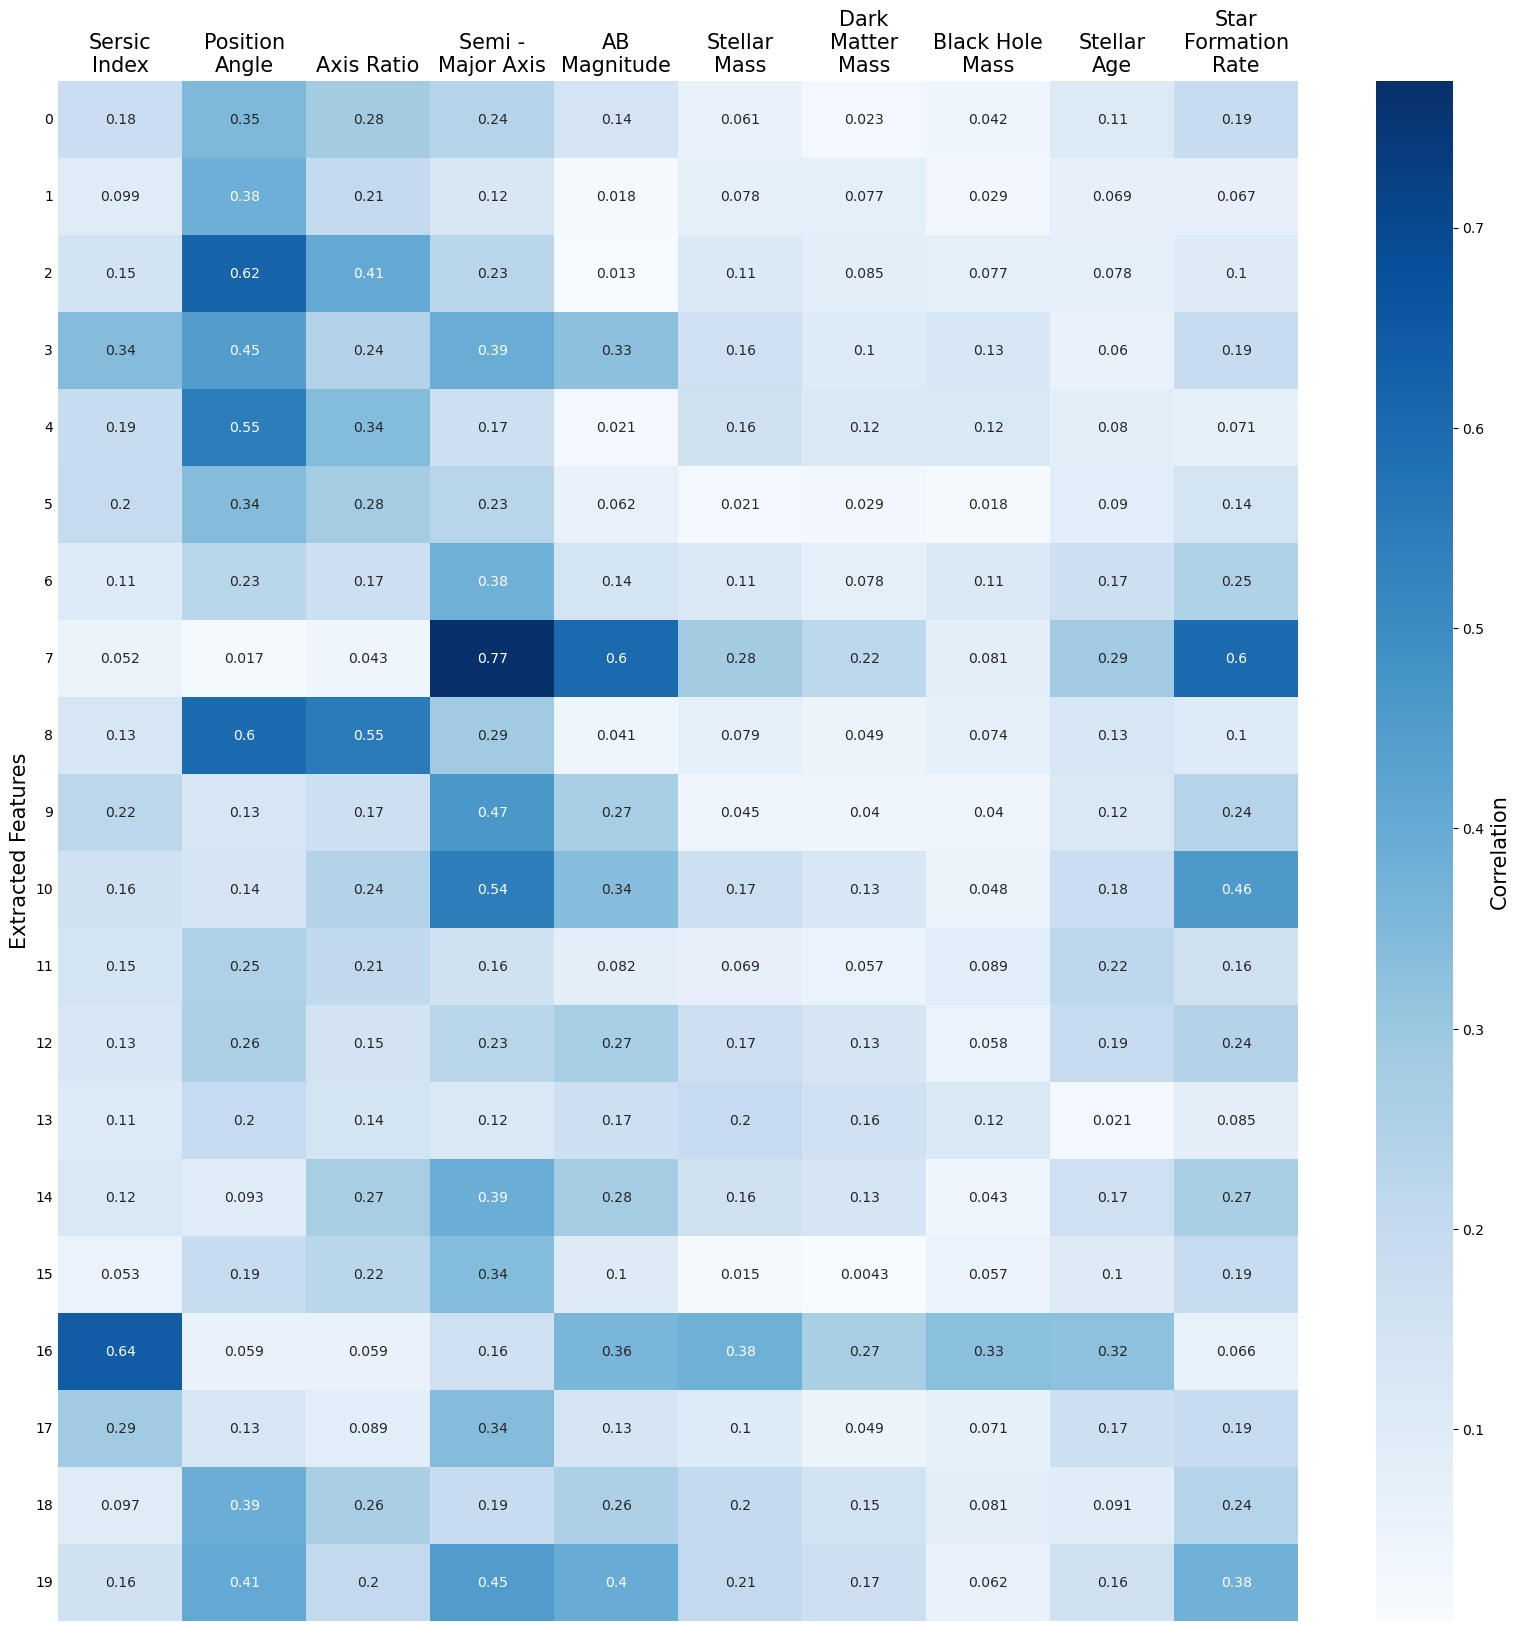 Sersic Index
Position Angle
Axis Ratio
Semi - Major Axis
AB Magnitude
Stellar Mass
Dark Matter Mass
Black Hole Mass
Stellar Age
Star Formation Rate
0 0.18 0.35 0.28 0.24 0.14 0.061 0.023 0.042 0.11 0.19
1 0.099 0.38 0.21 0.12 0.018 0.078 0.077 0.029 0.069 0.067
2 0.15 0.62 0.41 0.23 0.013 0.11 0.085 0.077 0.078 0.1
3 0.34 0.45 0.24 0.39 0.33 0.16 0.1 0.13 0.06 0.19
4 0.19 0.55 0.34 0.17 0.021 0.16 0.12 0.12 0.08 0.071
5 0.2 0.34 0.28 0.23 0.062 0.021 0.029 0.018 0.09 0.14
6 0.11 0.23 0.17 0.38 0.14 0.11 0.078 0.11 0.17 0.25
7 0.052 0.017 0.043 0.77 0.6 0.28 0.22 0.081 0.29 0.6
8 0.13 0.6 0.55 0.29 0.041 0.079 0.049 0.074 0.13 0.1
9 0.22 0.13 0.17 0.47 0.27 0.045 0.04 0.04 0.12 0.24
10 0.16 0.14 0.24 0.54 0.34 0.17 0.13 0.048 0.18 0.46
11 0.15 0.25 0.21 0.16 0.082 0.069 0.057 0.089 0.22 0.16
12 0.13 0.26 0.15 0.23 0.27 0.17 0.13 0.058 0.19 0.24
13 0.11 0.2 0.14 0.12 0.17 0.2 0.16 0.12 0.021 0.085
14 0.12 0.093 0.27 0.39 0.28 0.16 0.13 0.043 0.17 0.27
15 0.053 0.19 0.22 0.34 0.1 0.015 0.0043 0.057 0.1 0.19
16 0.64 0.059 0.059 0.16 0.36 0.38 0.27 0.33 0.32 0.066
17 0.29 0.13 0.089 0.34 0.13 0.1 0.049 0.071 0.17 0.19
18 0.097 0.39 0.26 0.19 0.26 0.2 0.15 0.081 0.091 0.24
19 0.16 0.41 0.2 0.45 0.4 0.21 0.17 0.062 0.16 0.38
Extracted Features
0.7
0.6
0.5
0.4
0.3
0.2
0.1
Correlation